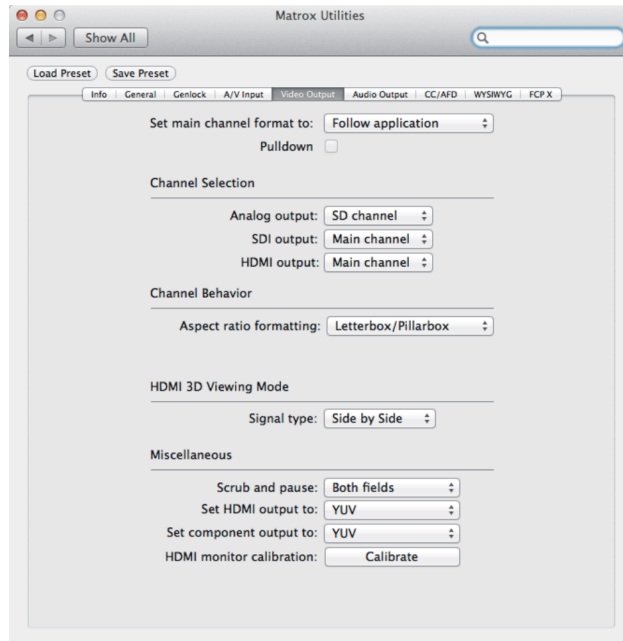 Matrox Utilities
Show All
Load Preset Save Preset
Info General Genlock A/V Input Video Output Audio Output CC/AFD WYSIWYG FCP X
Set main channel format to: Follow application
Pulldown
Channel Selection
Analog output: SD channel
SDI output: Main channel
HDMI output: Main channel
Channel Behavior
Aspect ratio formatting: Letterbox/Pillarbox
HDMI 3D Viewing Mode
Signal type: Side by Side
Miscellaneous
Scrub and pause: Both fields
Set HDMI output to: YUV
Set component output to: YUV
HDMI monitor calibration: Calibrate